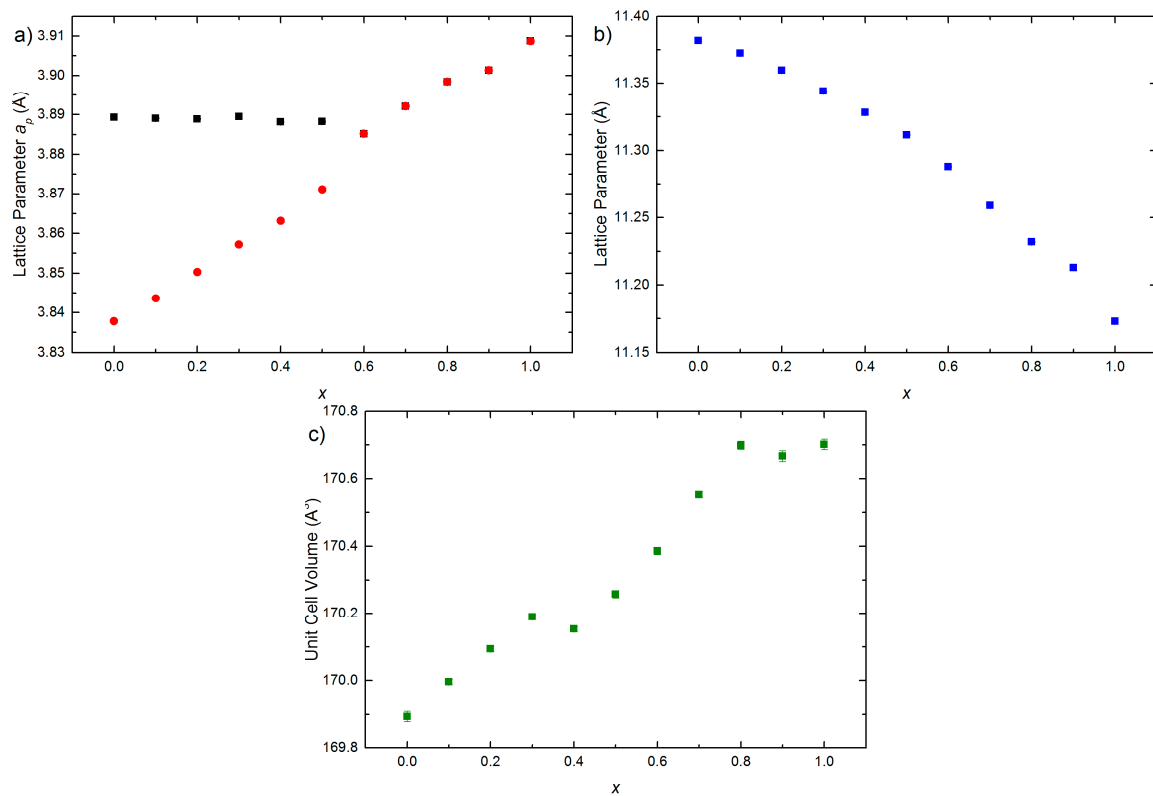 a)
Lattice Parameter aₚ (Å)
3.91
3.90
3.89
3.88
3.87
3.86
3.85
3.84
3.83
0.0 0.2 0.4 0.6 0.8 1.0
x
b)
Lattice Parameter (Å)
11.40
11.35
11.30
11.25
11.20
11.15
0.0 0.2 0.4 0.6 0.8 1.0
x
c)
Unit Cell Volume (Å³)
170.8
170.6
170.4
170.2
170.0
169.8
0.0 0.2 0.4 0.6 0.8 1.0
x